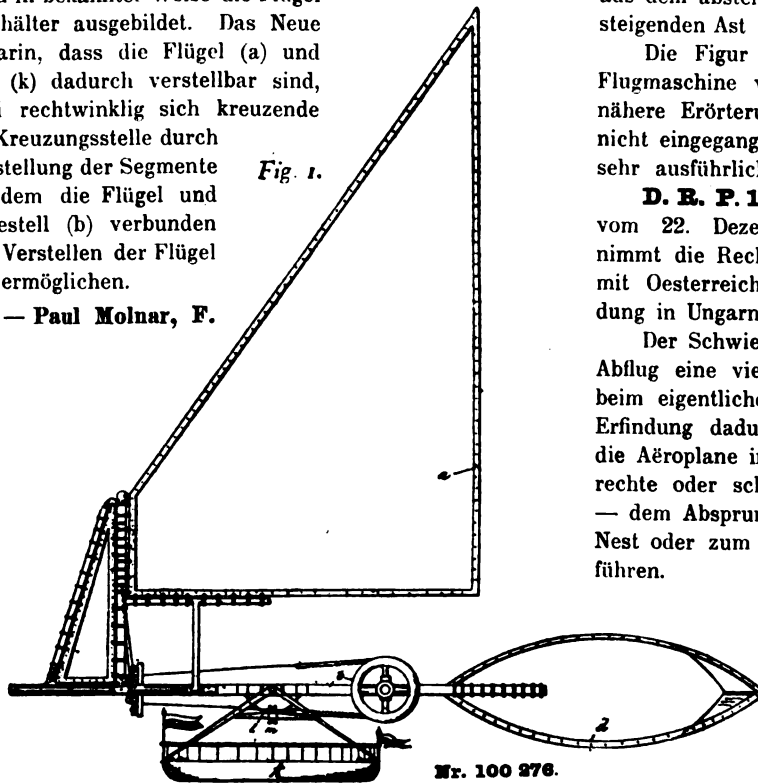 hälter ausgebildet. Das Neue
arin, dass die Flügel (a) und
(k) dadurch verstellbar sind,
rechtwinklig sich kreuzende
Kreuzungsstelle durch
stellung der Segmente
dem die Flügel und
estell (b) verbunden
Verstellen der Flügel
ermöglichen.
— Paul Molnar, F.
Fig. 1.
a
d
k
Nr. 100 276.
steigenden Ast
Die Figur
Flugmaschine v
nähere Erörteru
nicht eingegang
sehr ausführlich
D. R. P. 1
vom 22. Deze
nimmt die Rech
mit Oesterreich
dung in Ungarn
Der Schwie
Abflug eine vie
beim eigentliche
Erfindung dadu
die Aëroplane in
rechte oder sch
— dem Absprun
Nest oder zum
führen.